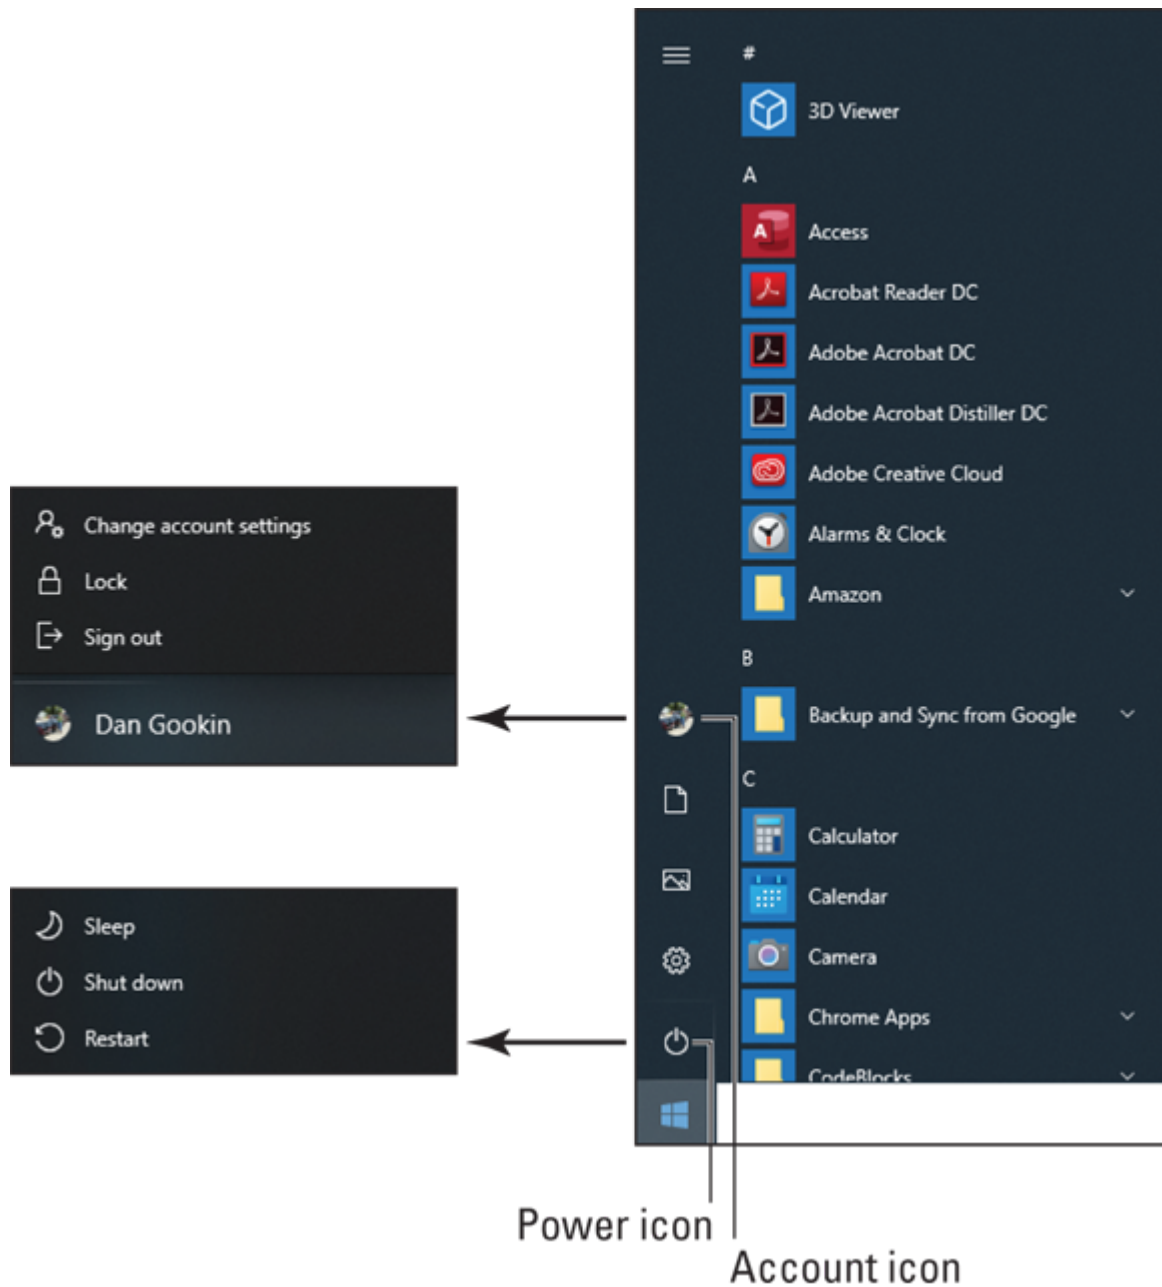 #
3D Viewer
A
Access
Acrobat Reader DC
Adobe Acrobat DC
Adobe Acrobat Distiller DC
Adobe Creative Cloud
Alarms & Clock
Amazon
B
Backup and Sync from Google
C
Calculator
Calendar
Camera
Chrome Apps
CodeBlocks
Change account settings
Lock
Sign out
Dan Gookin
Sleep
Shut down
Restart
Power icon
Account icon